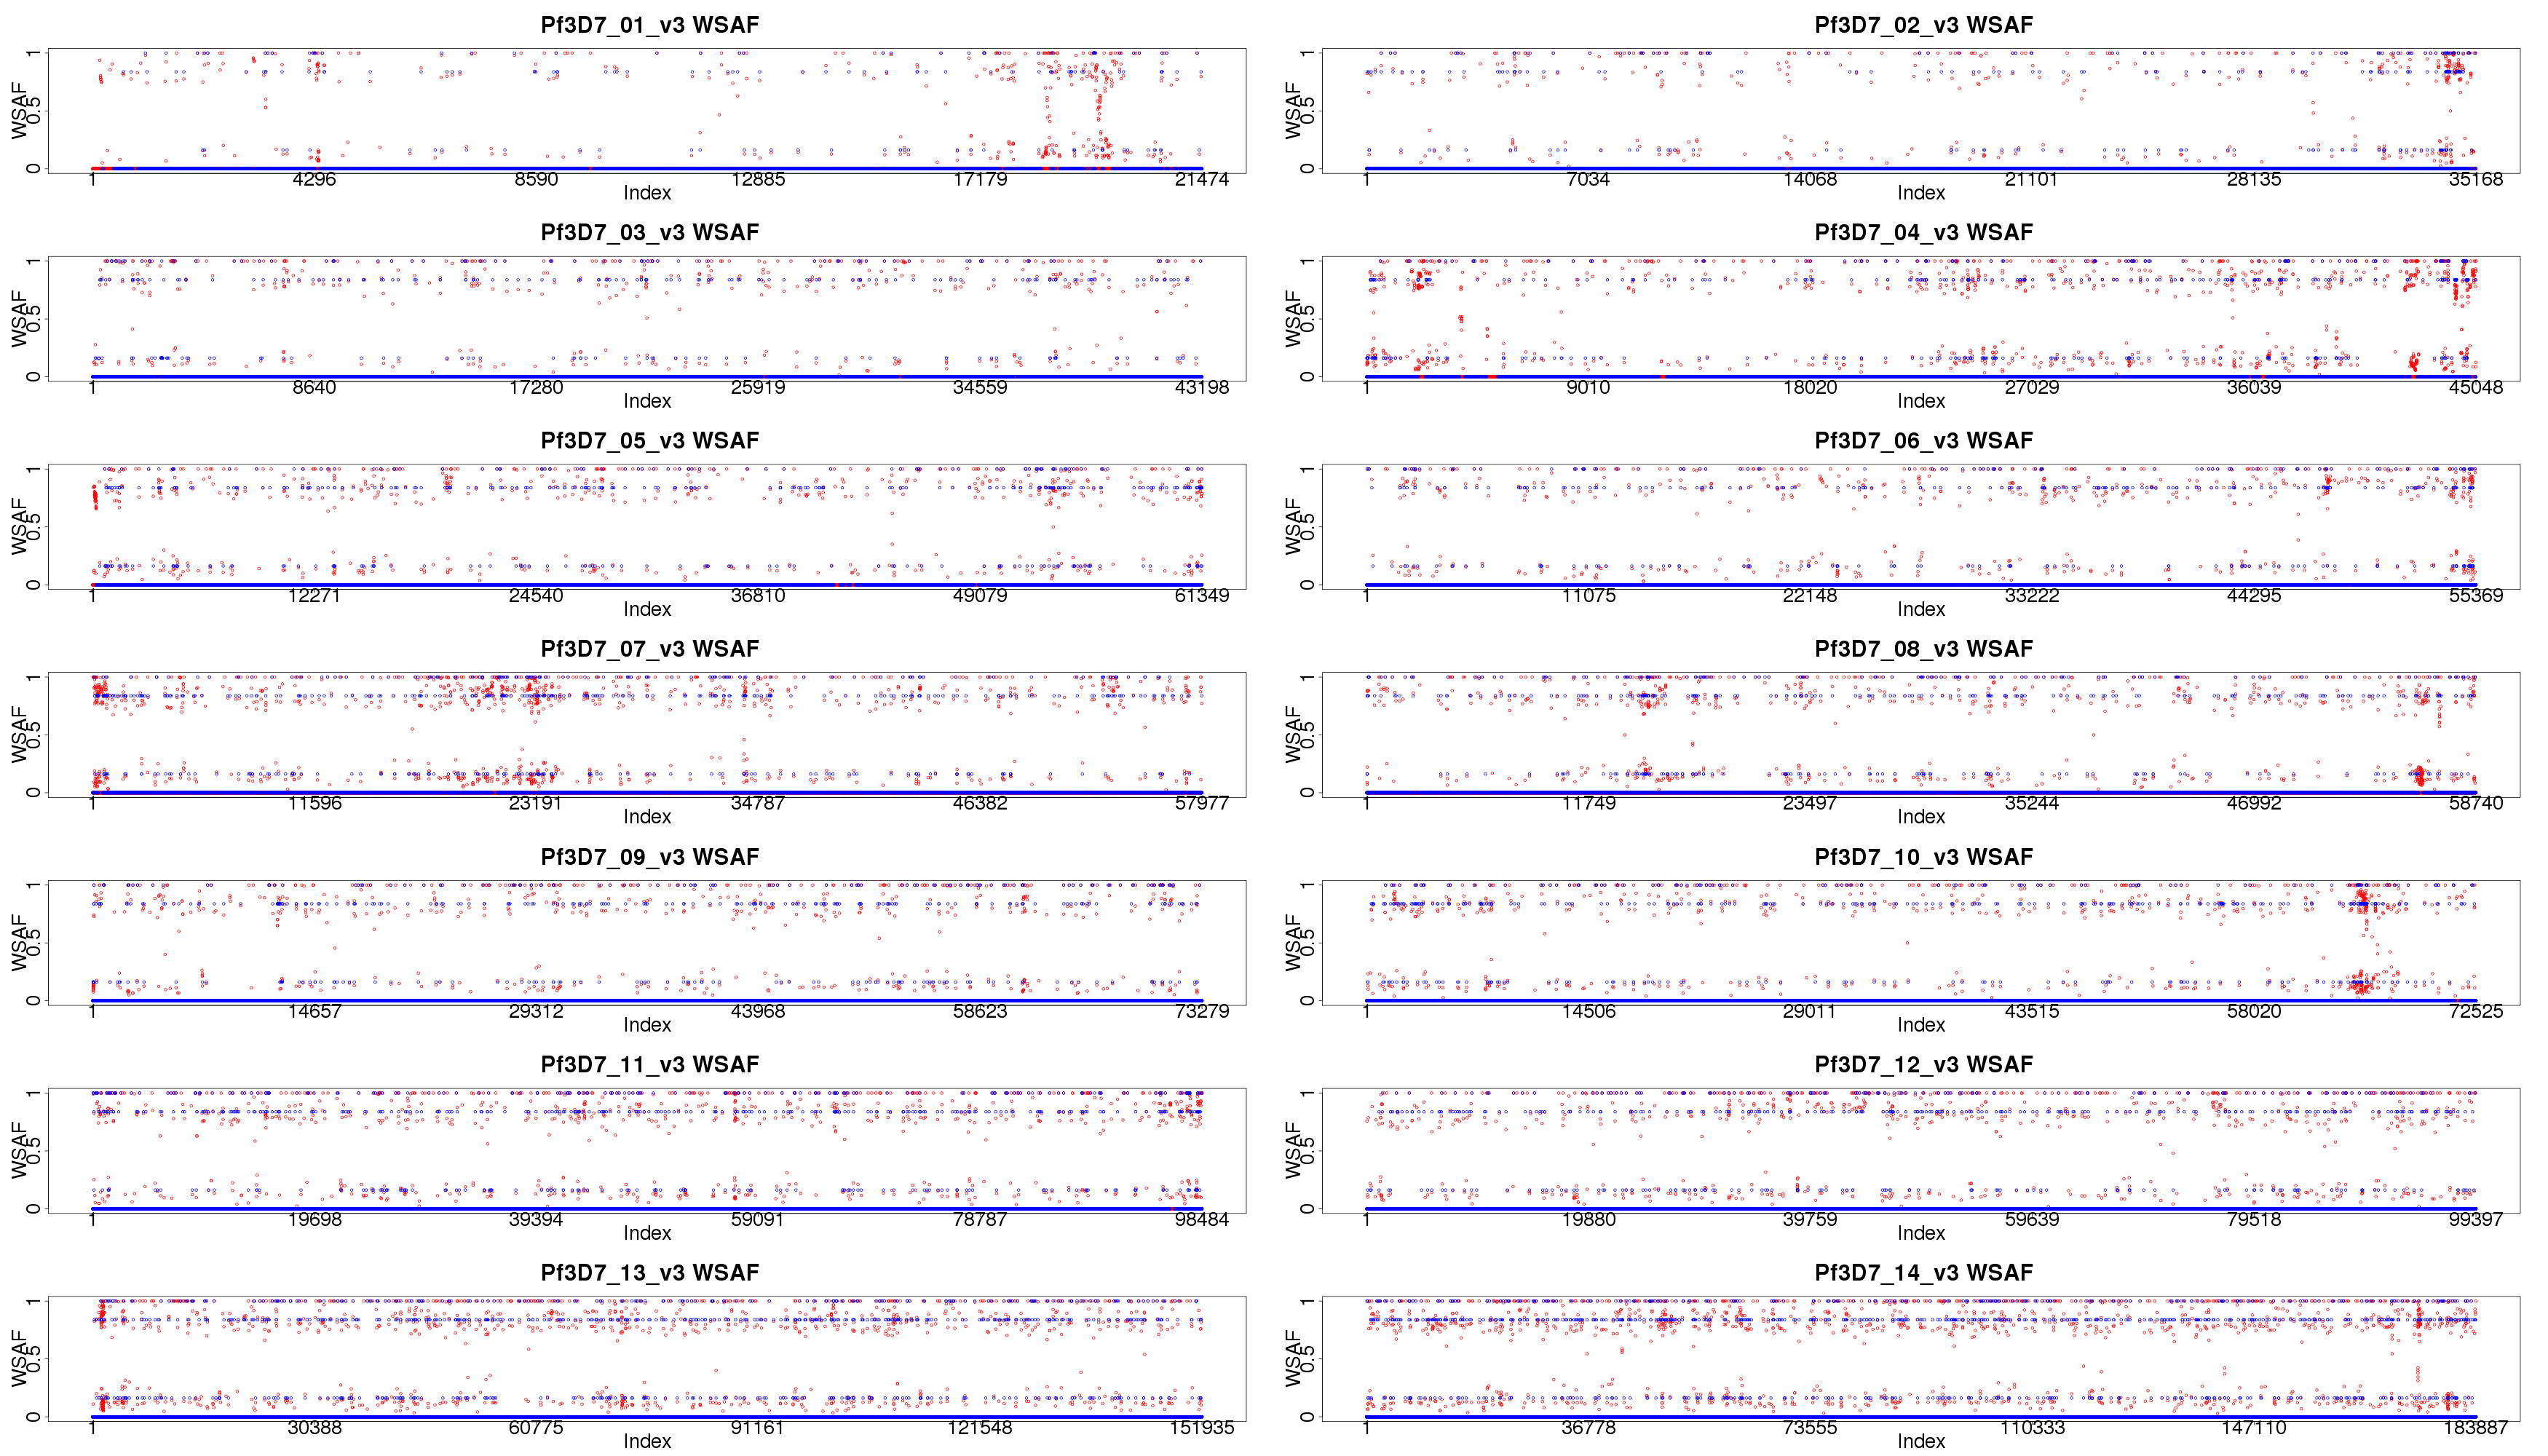 Pf3D7_01_v3 WSAF
WSAF
1
0.5
0
1 4296 8590 12885 17179 21474
Index
Pf3D7_02_v3 WSAF
WSAF
1
0.5
0
1 7034 14068 21101 28135 35168
Index
Pf3D7_03_v3 WSAF
WSAF
1
0.5
0
1 8640 17280 25919 34559 43198
Index
Pf3D7_04_v3 WSAF
WSAF
1
0.5
0
1 9010 18020 27029 36039 45048
Index
Pf3D7_05_v3 WSAF
WSAF
1
0.5
0
1 12271 24540 36810 49079 61349
Index
Pf3D7_06_v3 WSAF
WSAF
1
0.5
0
1 11075 22148 33222 44295 55369
Index
Pf3D7_07_v3 WSAF
WSAF
1
0.5
0
1 11596 23191 34787 46382 57977
Index
Pf3D7_08_v3 WSAF
WSAF
1
0.5
0
1 11749 23497 35244 46992 58740
Index
Pf3D7_09_v3 WSAF
WSAF
1
0.5
0
1 14657 29312 43968 58623 73279
Index
Pf3D7_10_v3 WSAF
WSAF
1
0.5
0
1 14506 29011 43515 58020 72525
Index
Pf3D7_11_v3 WSAF
WSAF
1
0.5
0
1 19698 39394 59091 78787 98484
Index
Pf3D7_12_v3 WSAF
WSAF
1
0.5
0
1 19880 39759 59639 79518 99397
Index
Pf3D7_13_v3 WSAF
WSAF
1
0.5
0
1 30388 60775 91161 121548 151935
Index
Pf3D7_14_v3 WSAF
WSAF
1
0.5
0
1 36778 73555 110333 147110 183887
Index